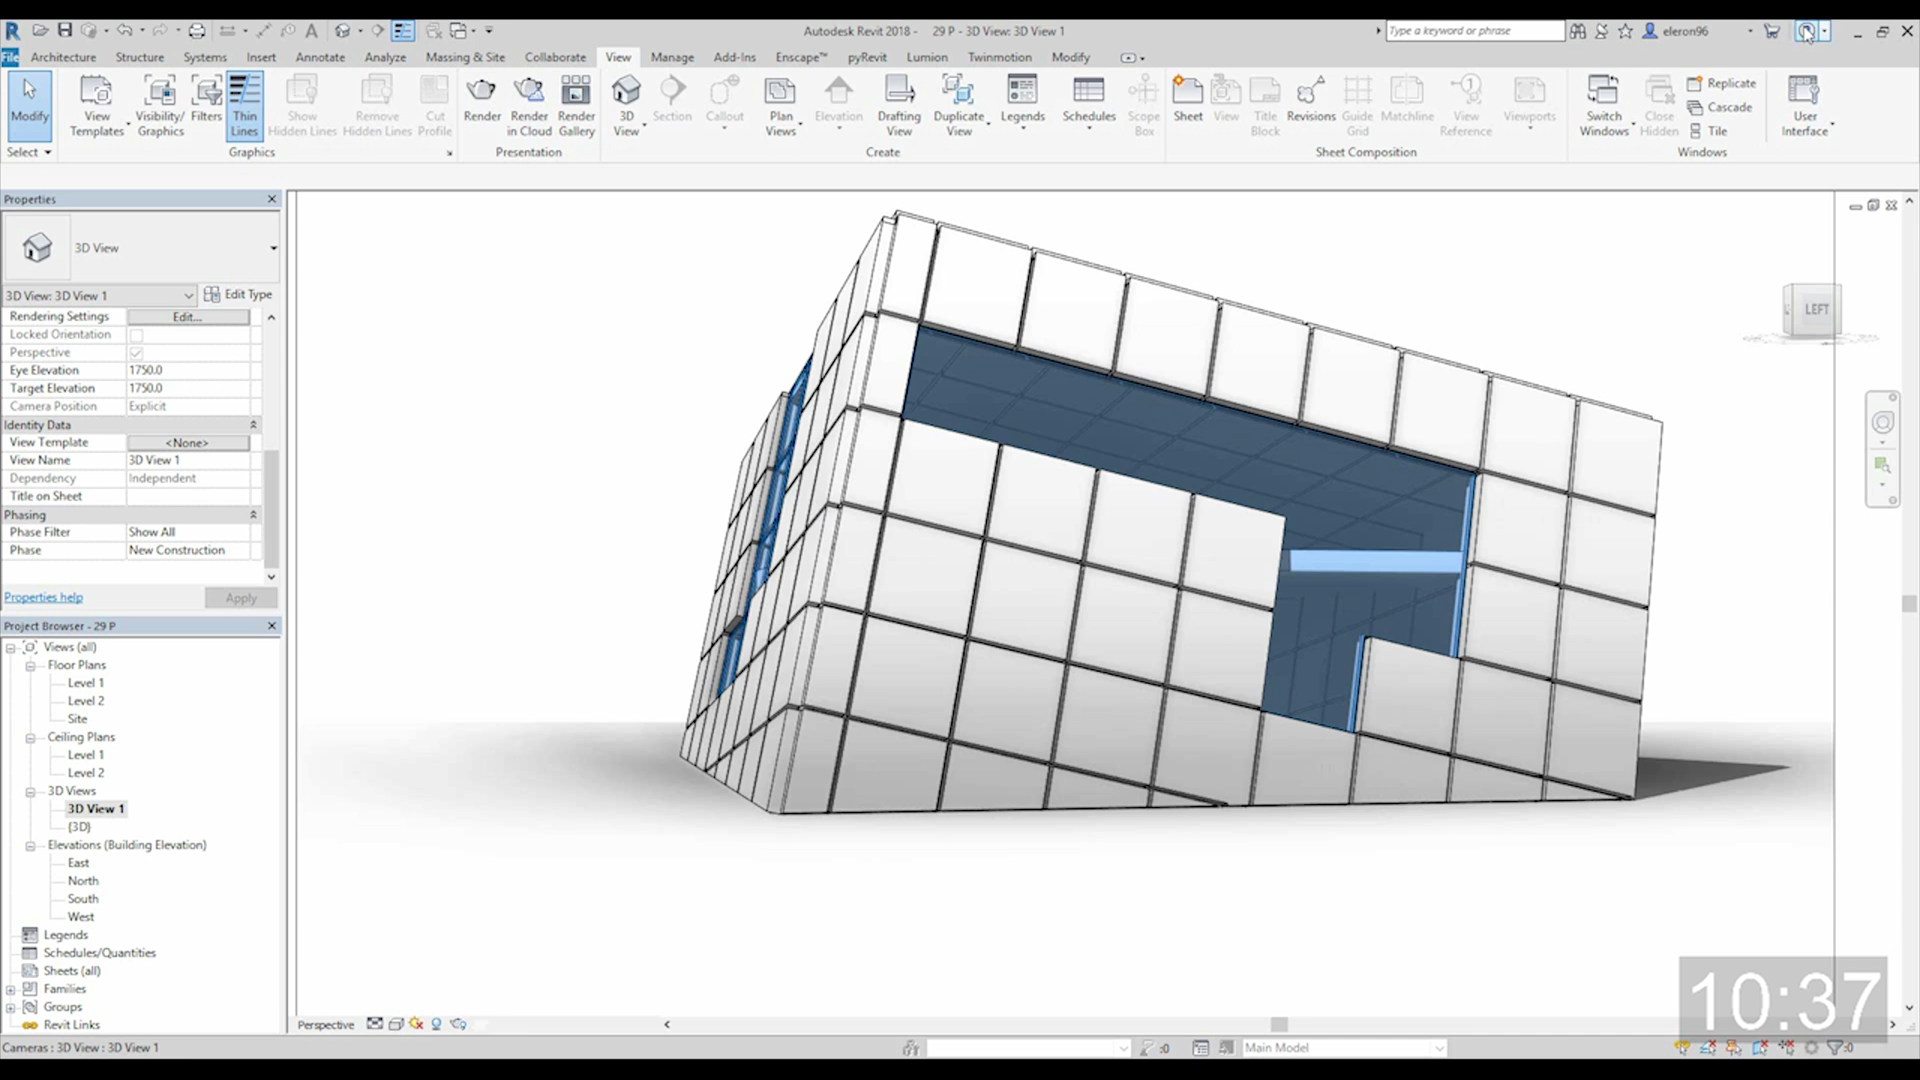 Autodesk Revit 2018 - 29 P - 3D View: 3D View 1
Type a keyword or phrase
eleron96
File Architecture Structure Systems Insert Annotate Analyze Massing & Site Collaborate View Manage Add-Ins Enscape™ pyRevit Lumion Twinmotion Modify
Modify
View Templates
Visibility/ Graphics
Filters
Thin Lines
Show Hidden Lines
Remove Hidden Lines
Cut Profile
Render
Render in Cloud
Render Gallery
3D View
Section
Callout
Plan Views
Elevation
Drafting View
Duplicate View
Legends
Schedules
Scope Box
Sheet
View
Title Block
Revisions
Guide Grid
Matchline
View Reference
Viewports
Switch Windows
Close Hidden
Replicate
Cascade
Tile
User Interface
Select
Graphics
Presentation
Create
Sheet Composition
Windows
Properties
3D View
3D View: 3D View 1
Edit Type
Rendering Settings Edit...
Locked Orientation
Perspective
Eye Elevation 1750.0
Target Elevation 1750.0
Camera Position Explicit
Identity Data
View Template <None>
View Name 3D View 1
Dependency Independent
Title on Sheet
Phasing
Phase Filter Show All
Phase New Construction
Properties help
Apply
Project Browser - 29 P
Views (all)
Floor Plans
Level 1
Level 2
Site
Ceiling Plans
Level 1
Level 2
3D Views
3D View 1
{3D}
Elevations (Building Elevation)
East
North
South
West
Legends
Schedules/Quantities
Sheets (all)
Families
Groups
Revit Links
LEFT
Perspective
10:37
Cameras : 3D View : 3D View 1
:0
Main Model
:0